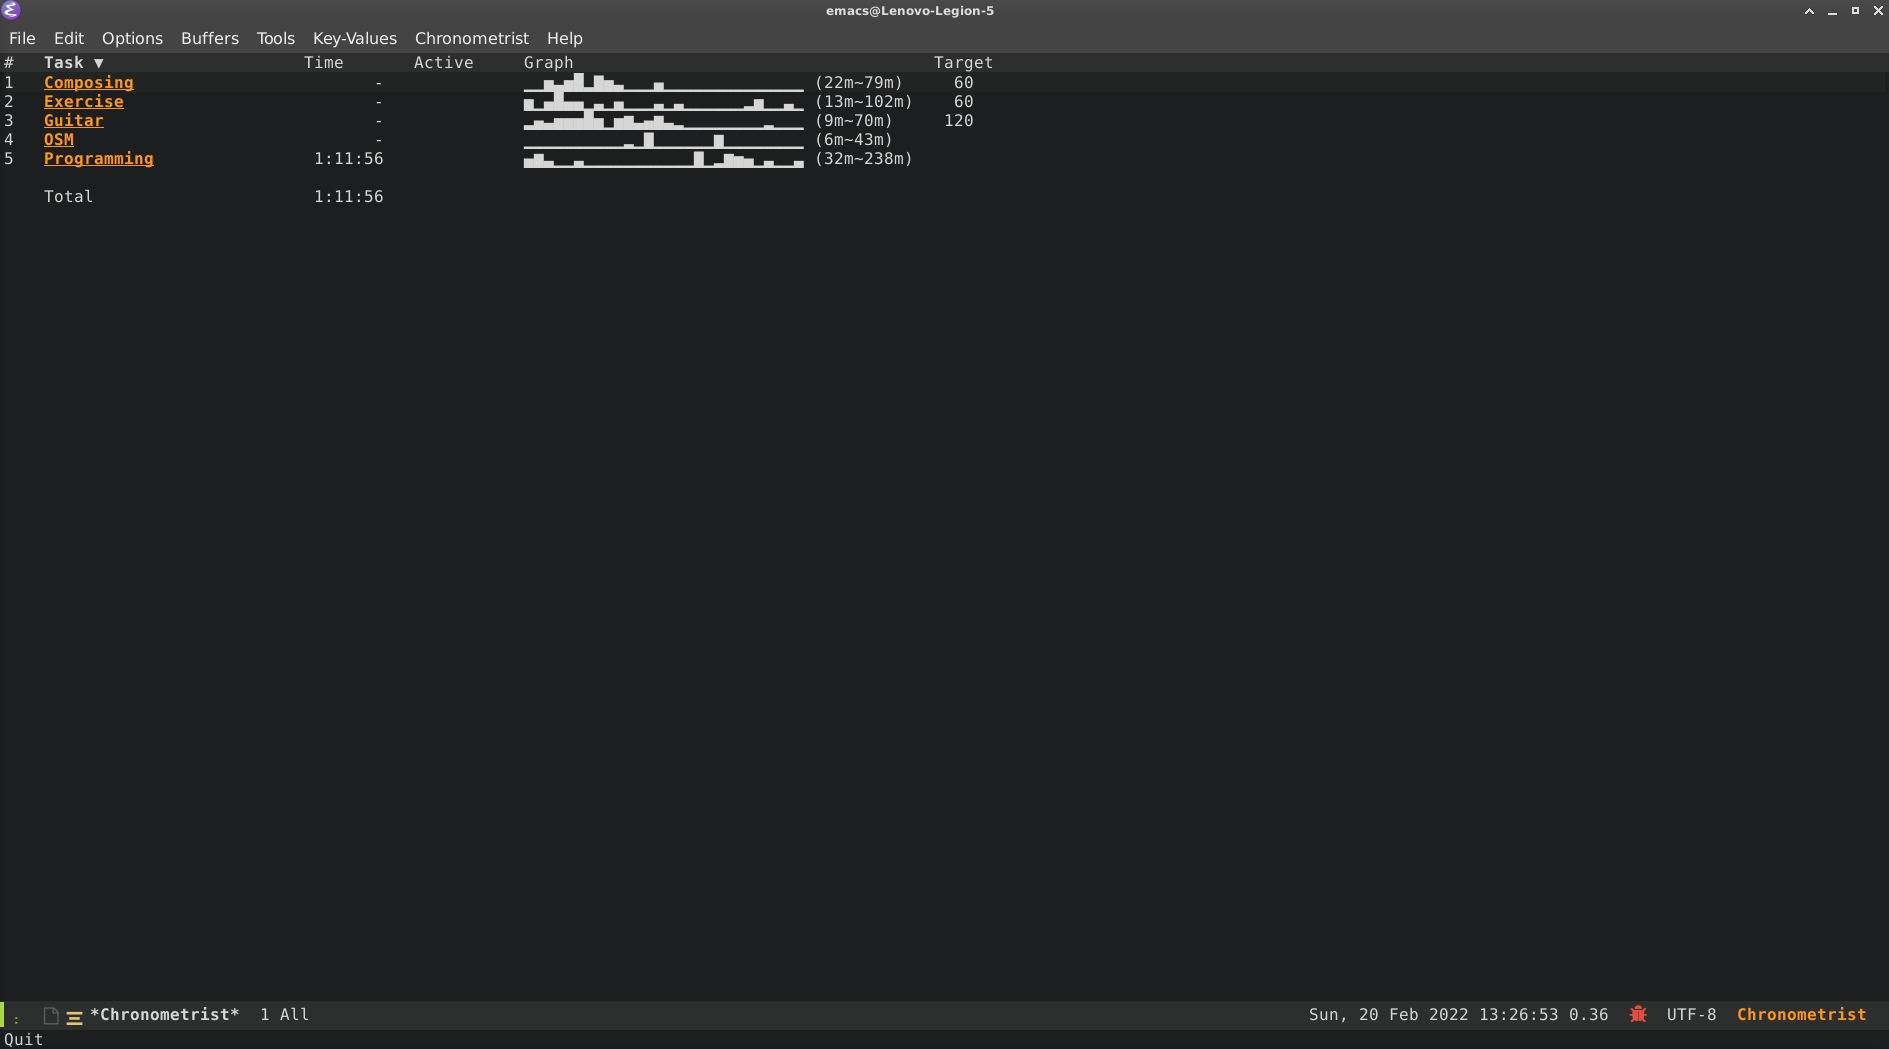 emacs@Lenovo-Legion-5
File Edit Options Buffers Tools Key-Values Chronometrist Help
# Task ▼ Time Active Graph Target
1 Composing - (22m~79m) 60
2 Exercise - (13m~102m) 60
3 Guitar - (9m~70m) 120
4 OSM - (6m~43m)
5 Programming 1:11:56 (32m~238m)
Total 1:11:56
*Chronometrist* 1 All Sun, 20 Feb 2022 13:26:53 0.36 UTF-8 Chronometrist
Quit